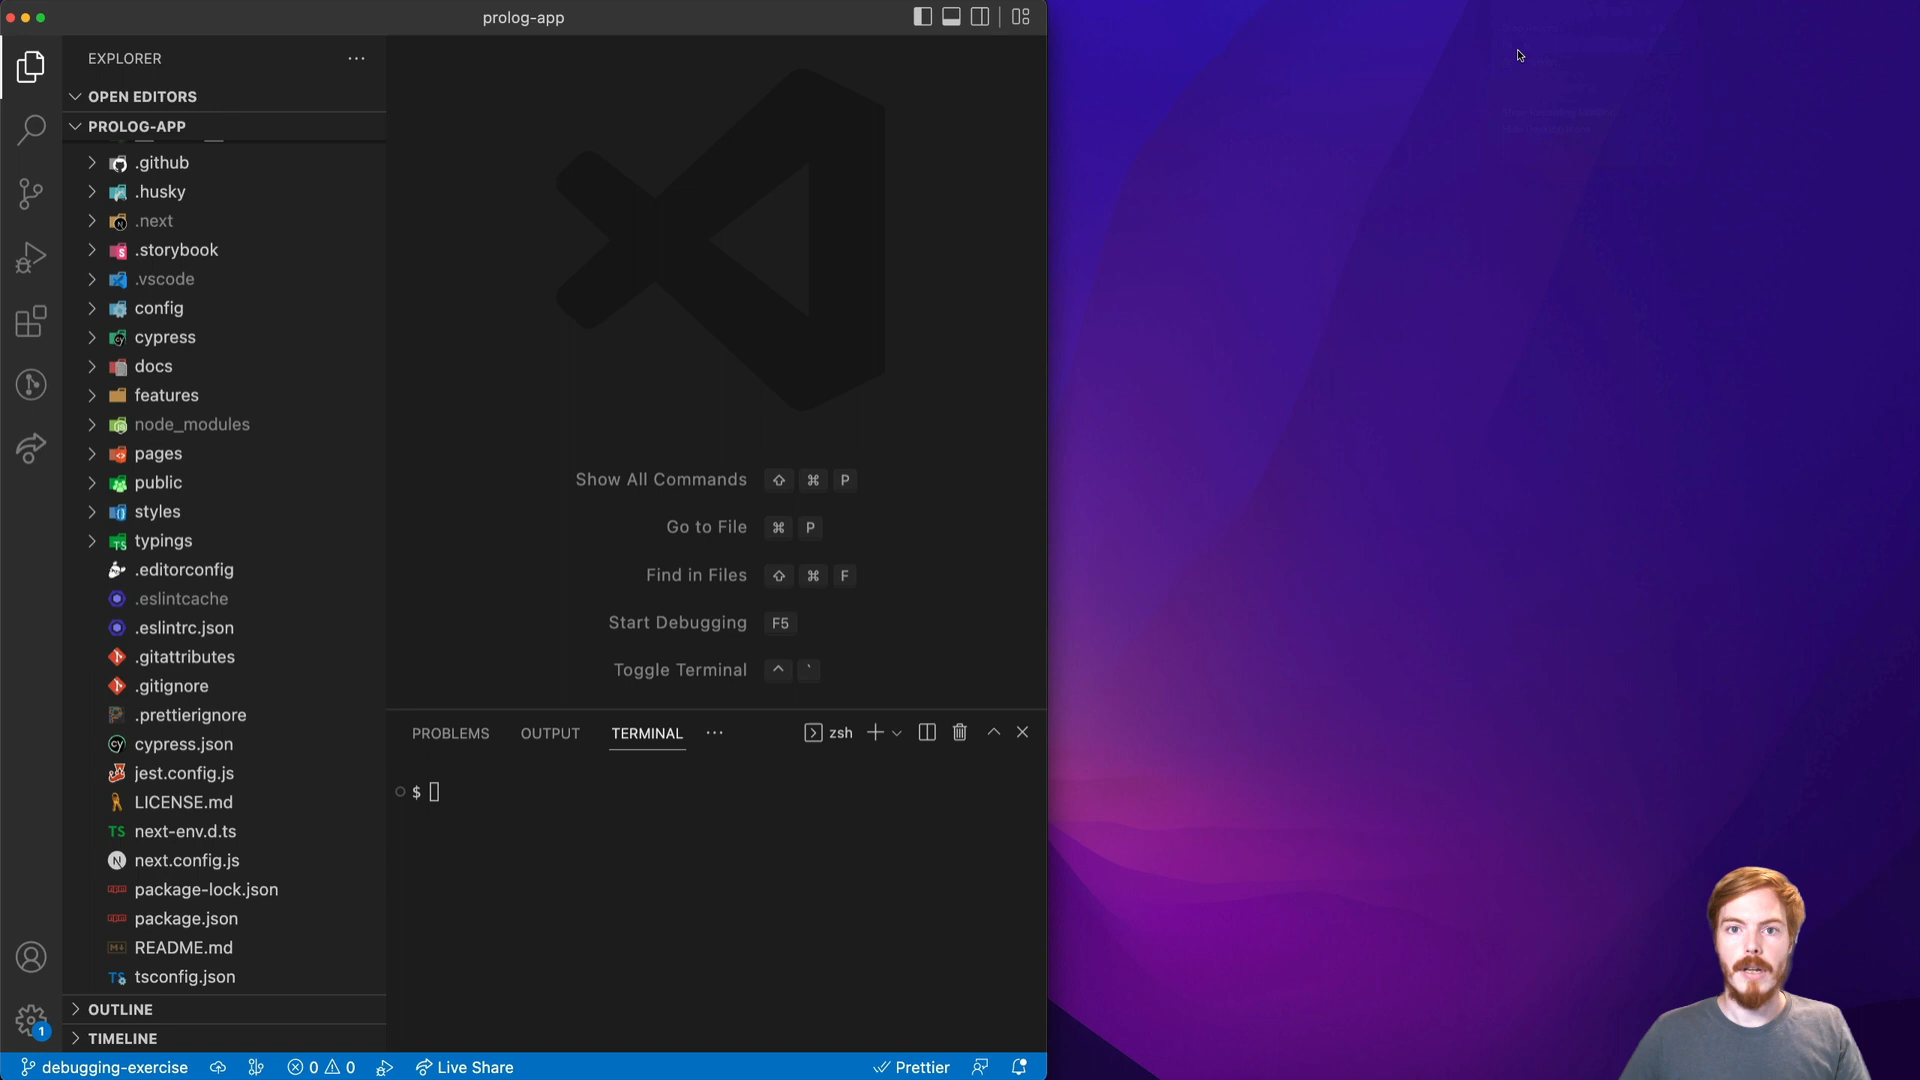 prolog-app
EXPLORER
OPEN EDITORS
PROLOG-APP
.github
.husky
.next
.storybook
.vscode
config
cypress
docs
features
node_modules
pages
public
styles
typings
.editorconfig
.eslintcache
.eslintrc.json
.gitattributes
.gitignore
.prettierignore
cypress.json
jest.config.js
LICENSE.md
next-env.d.ts
next.config.js
package-lock.json
package.json
README.md
tsconfig.json
OUTLINE
TIMELINE
Show All Commands ⇧ ⌘ P
Go to File ⌘ P
Find in Files ⇧ ⌘ F
Start Debugging F5
Toggle Terminal ^ `
PROBLEMS OUTPUT TERMINAL ··· zsh
$
1
debugging-exercise 0 0 Live Share Prettier